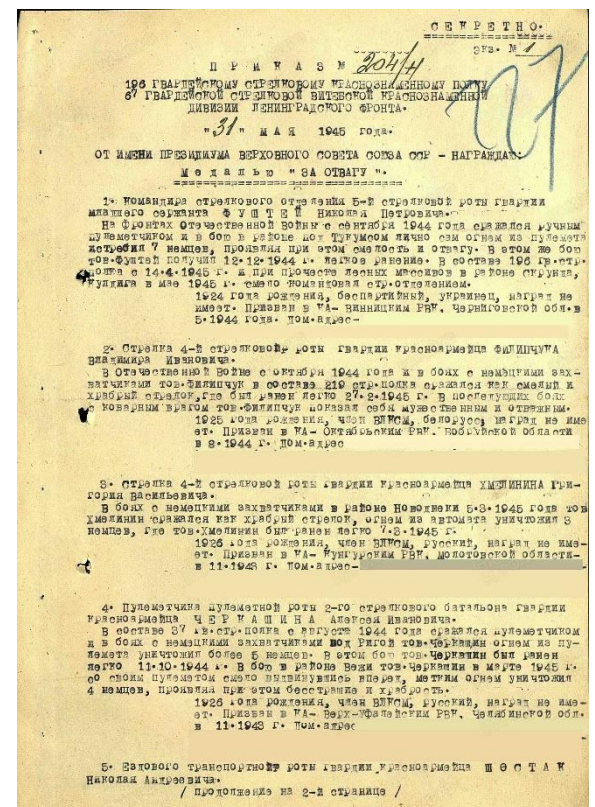 СЕКРЕТНО.
Экз. № 1
27
ПРИКАЗ № 204/н
196 ГВАРДЕЙСКОМУ СТРЕЛКОВОМУ КРАСНОЗНАМЕННОМУ ПОЛКУ
67 ГВАРДЕЙСКОЙ СТРЕЛКОВОЙ ВИТЕБСКОЙ КРАСНОЗНАМЕННОЙ
ДИВИЗИИ ЛЕНИНГРАДСКОГО ФРОНТА.
"31" МАЯ 1945 года.
ОТ ИМЕНИ ПРЕЗИДИУМА ВЕРХОВНОГО СОВЕТА СОЮЗА ССР - НАГРАЖДАЮ:
Медалью "ЗА ОТВАГУ".
1. Командира стрелкового отделения 5-й стрелковой роты гвардии
младшего сержанта ФУШТЕЙ Николая Петровича.
На фронтах Отечественной Войны с сентября 1944 года сражался ручным
пулеметчиком и в бою в районе под Тукумсом лично сам огнем из пулемета
истребил 7 немцев, проявляя при этом смелость и отвагу. В этом же бою
тов.Фуштей получил 12.12.1944 г. легкое ранение. В составе 196 гв.стр.
полка с 14.4.1945 г. и при прочесе лесных массивов в районе Скрунда,
Кулдига в мае 1945 г. смело командовал стр.отделением.
1924 года рождения, беспартийный, украинец, наград не
имеет. Призван в КА- Винницким РВК, Черниговской обл.в
5.1944 года. Дом.адрес-
2. Стрелка 4-й стрелковой роты гвардии красноармейца ФИЛИПЧУКА
Владимира Ивановича.
В Отечественной Войне с октября 1944 года и в боях с немецкими зах-
ватчиками тов.Филипчук в составе 219 стр.полка сражался как смелый и
храбрый стрелок,где был ранен легко 27.2.1945 г. В последующих боях
с коварным врагом тов.Филипчук показал себя мужественным и отважным.
1925 года рождения, член ВЛКСМ, белорусс, наград не име
ет. Призван в КА- Октябрьским РВК, Бобруйской области
в 8.1944 г. Дом.адрес
3. Стрелка 4-й стрелковой роты гвардии красноармейца ХМЕЛИНИНА Гри-
гория Васильевича.
В боях с немецкими захватчиками в районе 5.3.1945 года тов
Хмелинин сражался как храбрый стрелок, огнем из автомата уничтожил 3
немцев, где тов.Хмелинин был ранен легко 7.3.1945 г.
1926 года рождения, член ВЛКСМ, русский, наград не име-
ет. Призван в КА- Кунгурским РВК, Молотовской области-
в 11.1943 г. Дом.адрес-
4. Пулеметчика пулеметной роты 2-го стрелкового батальона гвардии
красноармейца ЧЕРКАШИНА Алексея Ивановича.
В составе 37 гв.стр.полка с августа 1944 года сражался пулеметчиком
и в боях с немецкими захватчиками под Ригой тов.Черкашин огнем из пу-
лемета уничтожил более 5 немцев. В этом бою тов.Черкашин был ранен
легко 11.10.1944 г. В бою в районе Вежи тов.Черкашин в марте 1945 г.
со своим пулеметом смело выдвинувшись вперед, метким огнем уничтожил
4 немцев, проявляя при этом бесстрашие и храбрость.
1926 года рождения, член ВЛКСМ, русский, наград не име-
ет. Призван в КА- Верх-Уфалейским РВК, Челябинской обл.
в 11.1943 г. Дом.адрес
5. Ездового транспортной роты гвардии красноармейца ШЕСТАК
Николая Андреевича.
/ продолжение на 2-й странице /